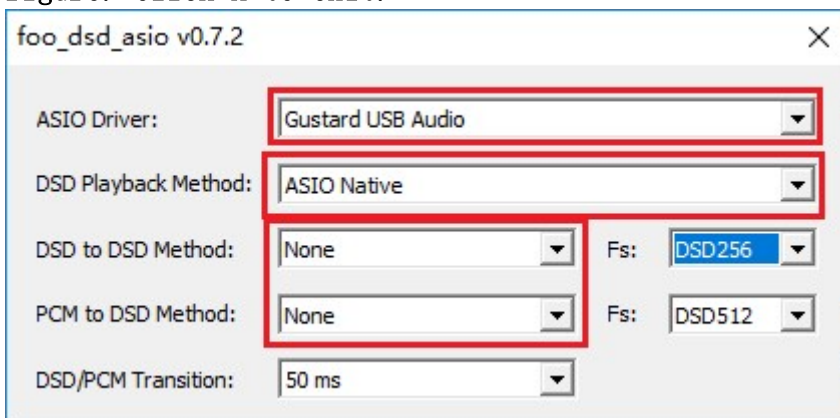 foo_dsd_asio v0.7.2
ASIO Driver: Gustard USB Audio
DSD Playback Method: ASIO Native
DSD to DSD Method: None Fs: DSD256
PCM to DSD Method: None Fs: DSD512
DSD/PCM Transition: 50 ms